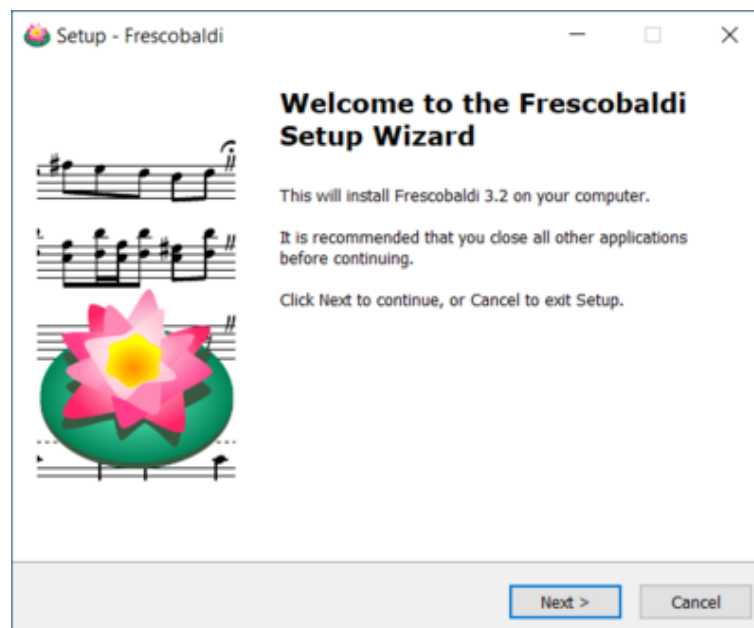 Setup - Frescobaldi
Welcome to the Frescobaldi
Setup Wizard
This will install Frescobaldi 3.2 on your computer.
It is recommended that you close all other applications
before continuing.
Click Next to continue, or Cancel to exit Setup.
Next >
Cancel